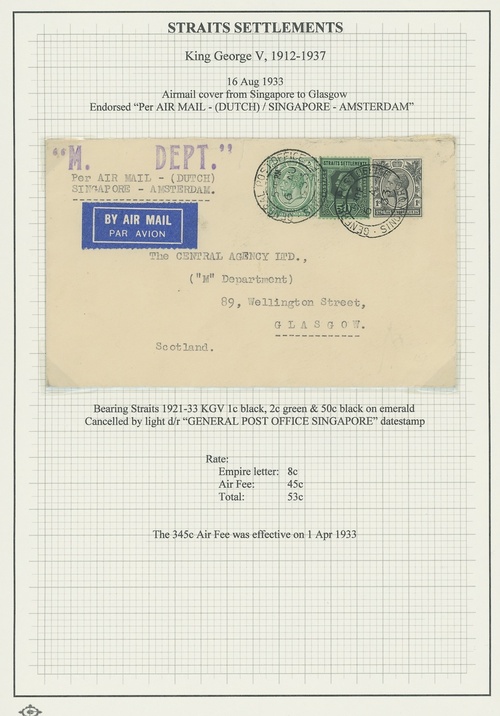 STRAITS SETTLEMENTS
King George V, 1912-1937
16 Aug 1933
Airmail cover from Singapore to Glasgow
Endorsed “Per AIR MAIL - (DUTCH) / SINGAPORE - AMSTERDAM”
“M. DEPT.”
Per AIR MAIL - (DUTCH)
SINGAPORE - AMSTERDAM.
BY AIR MAIL
PAR AVION
STRAITS SETTLEMENTS
The CENTRAL AGENCY LTD.,
("M" Department)
89, Wellington Street,
GLASGOW.
Scotland.
Bearing Straits 1921-33 KGV 1c black, 2c green & 50c black on emerald
Cancelled by light d/r “GENERAL POST OFFICE SINGAPORE” datestamp
Rate:
Empire letter: 8c
Air Fee: 45c
Total: 53c
The 345c Air Fee was effective on 1 Apr 1933